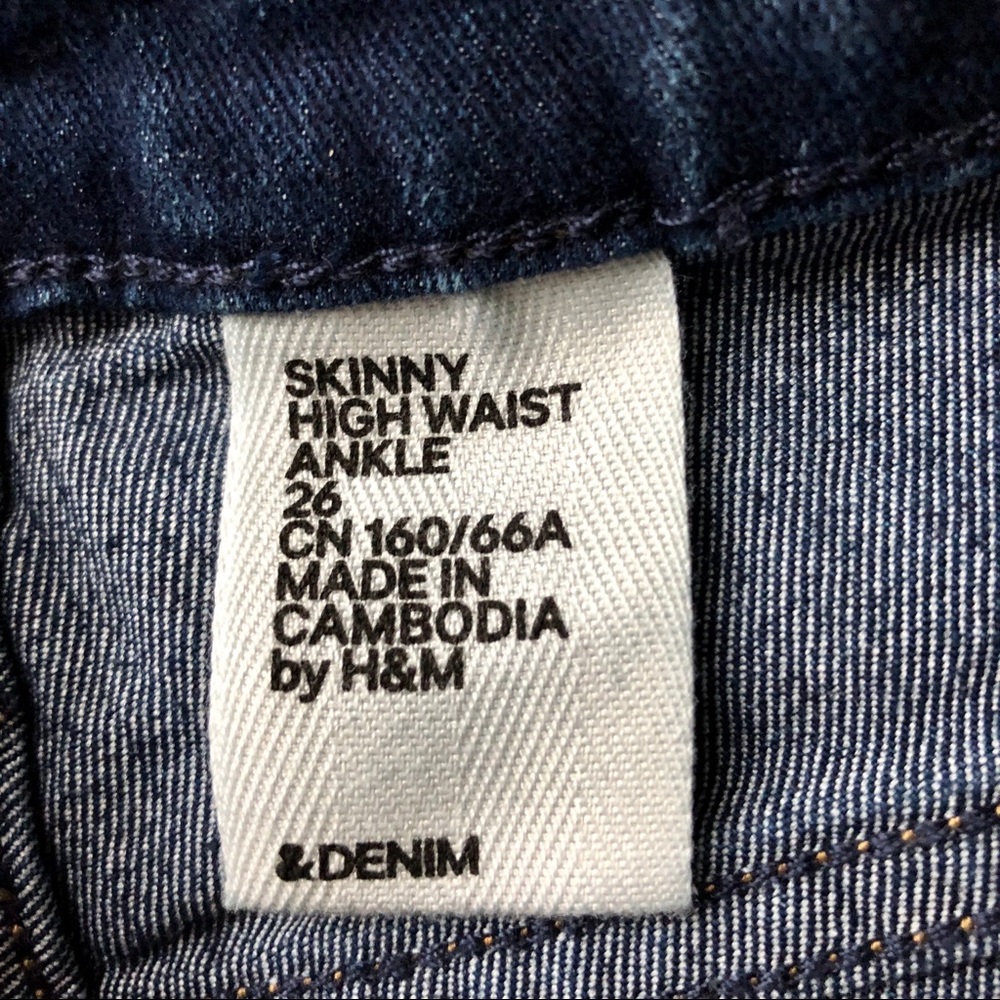 SKINNY
HIGH WAIST
ANKLE
26
CN 160/66A
MADE IN
CAMBODIA
by H&M
&DENIM